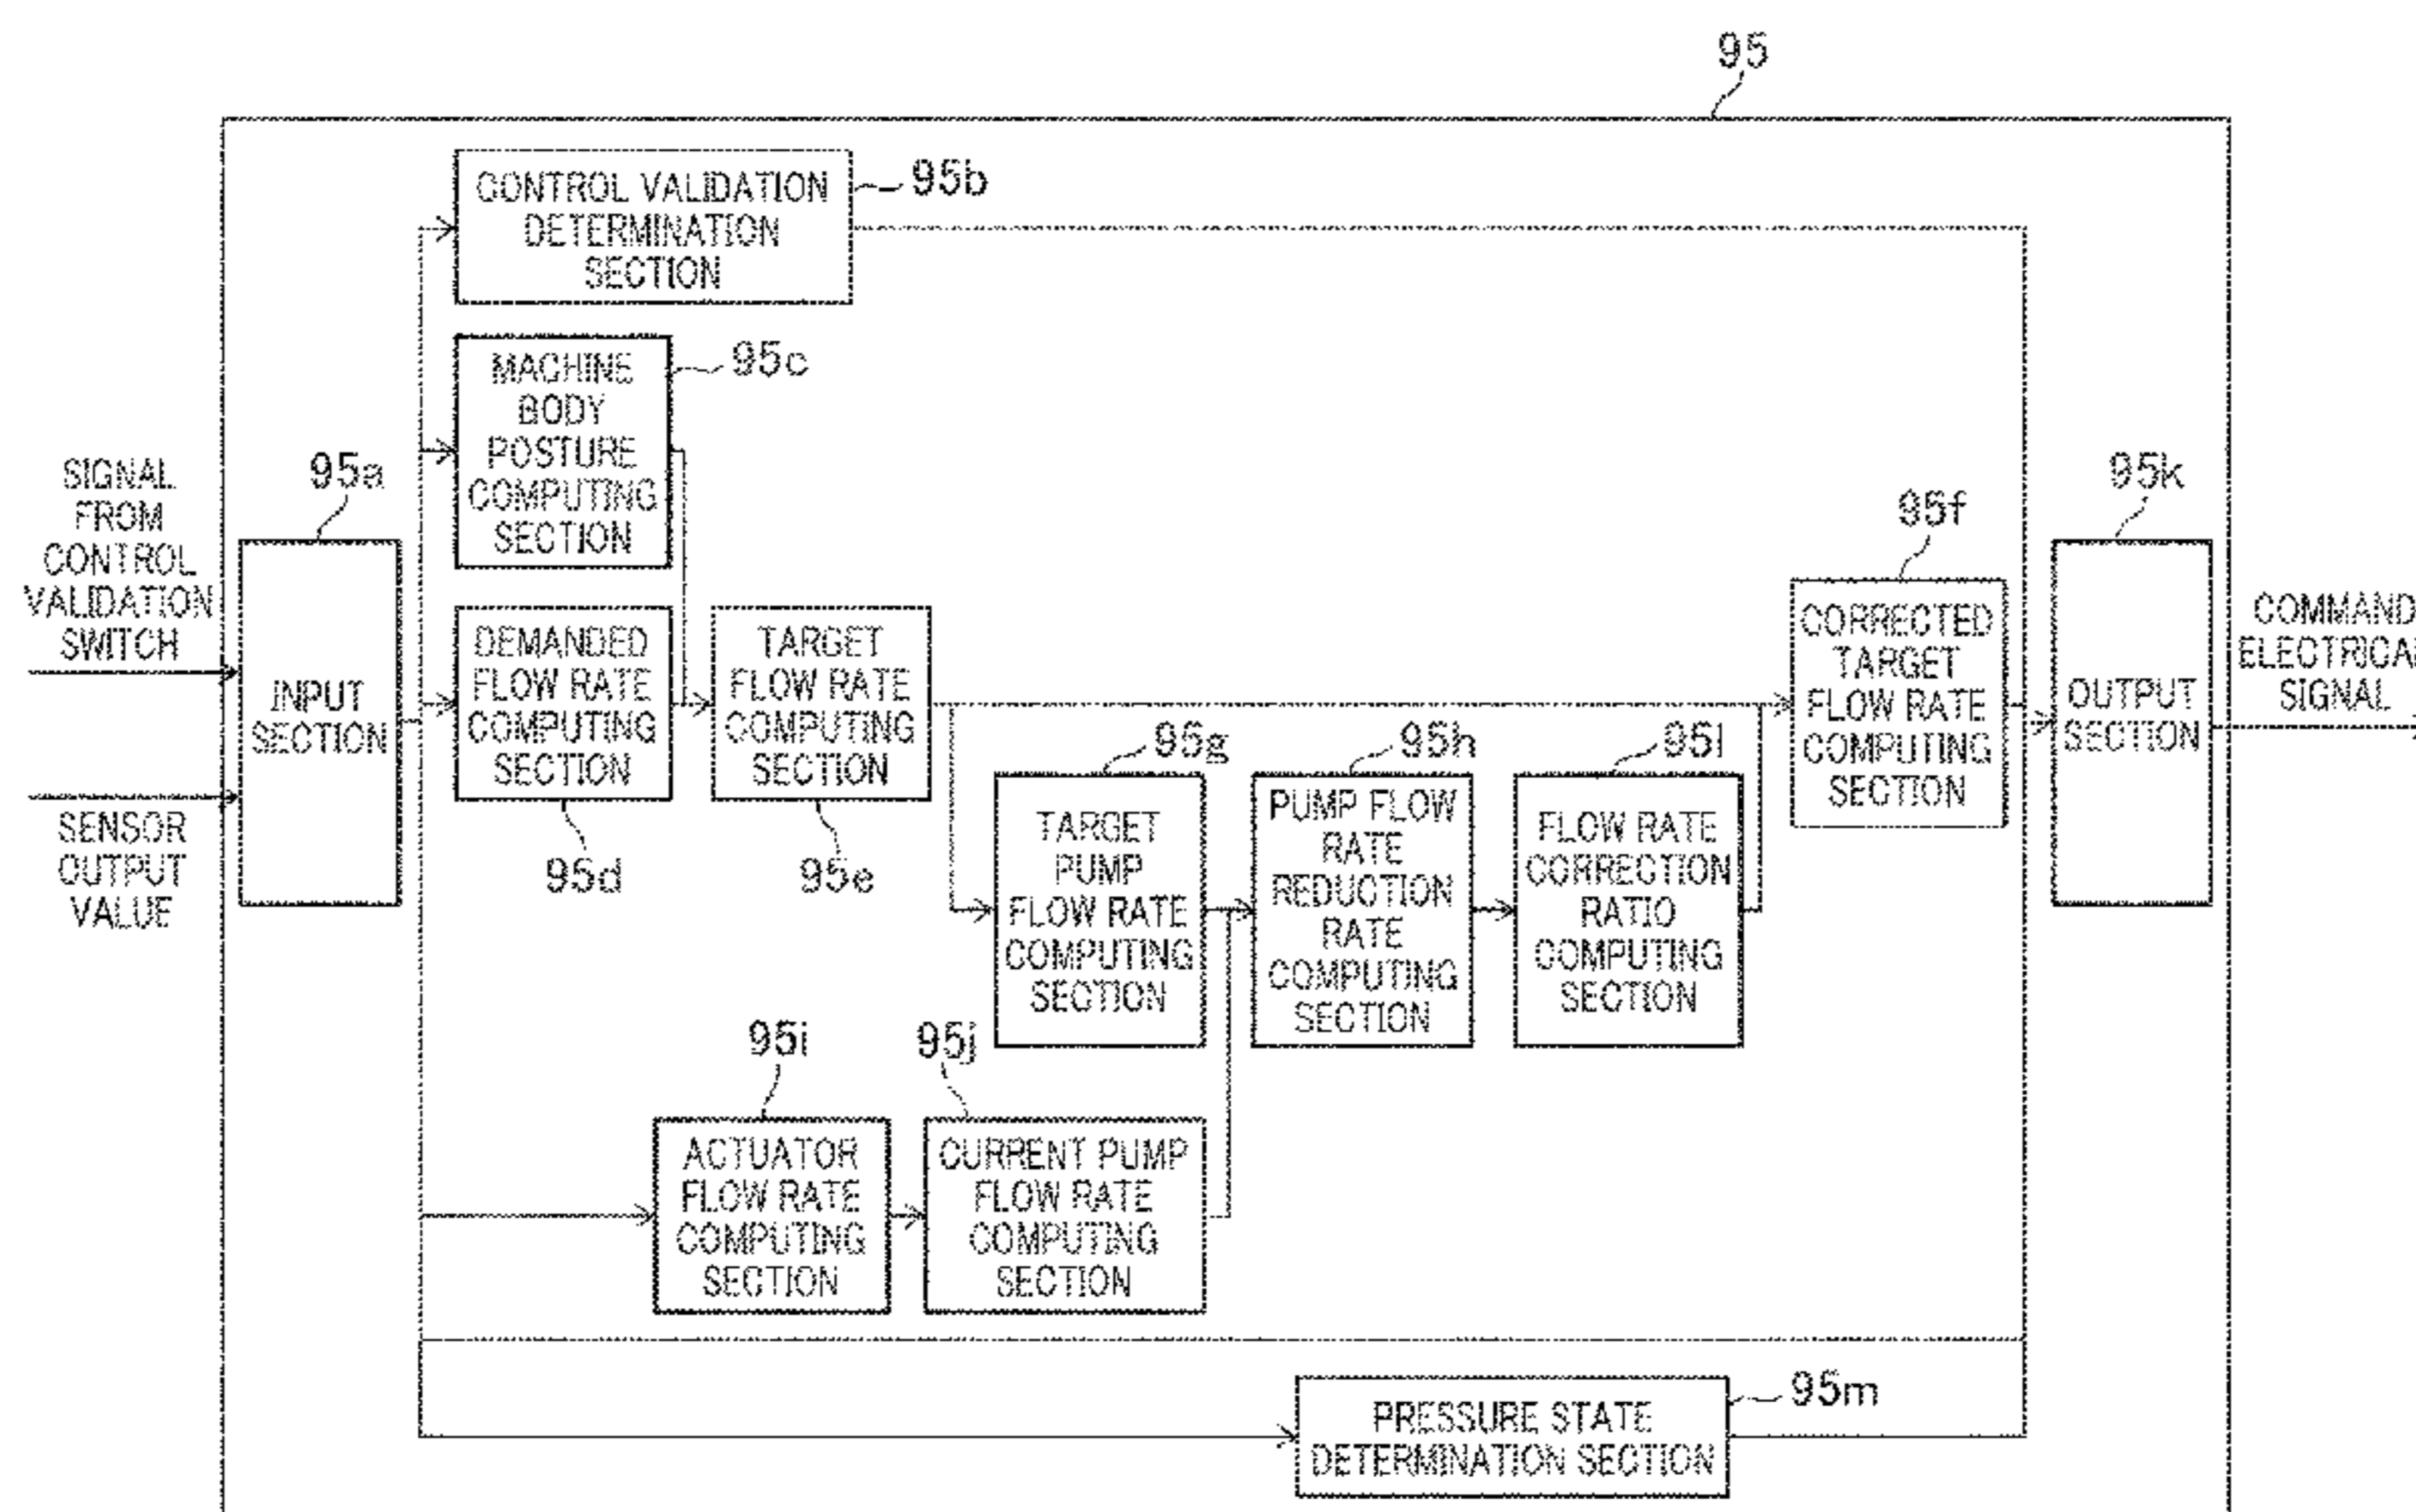 95
CONTROL VALIDATION
DETERMINATION
SECTION
95b
MACHINE
BODY
POSTURE
COMPUTING
SECTION
95c
SIGNAL
FROM
CONTROL
VALIDATION
SWITCH
95a
INPUT
SECTION
SENSOR
OUTPUT
VALUE
DEMANDED
FLOW RATE
COMPUTING
SECTION
95d
TARGET
FLOW RATE
COMPUTING
SECTION
95e
95g
TARGET
PUMP
FLOW RATE
COMPUTING
SECTION
95h
PUMP FLOW
RATE
REDUCTION
RATE
COMPUTING
SECTION
95l
FLOW RATE
CORRECTION
RATIO
COMPUTING
SECTION
95f
CORRECTED
TARGET
FLOW RATE
COMPUTING
SECTION
95k
OUTPUT
SECTION
COMMAND
ELECTRICA
SIGNAL
95i
ACTUATOR
FLOW RATE
COMPUTING
SECTION
95j
CURRENT PUMP
FLOW RATE
COMPUTING
SECTION
95m
PRESSURE STATE
DETERMINATION SECTION